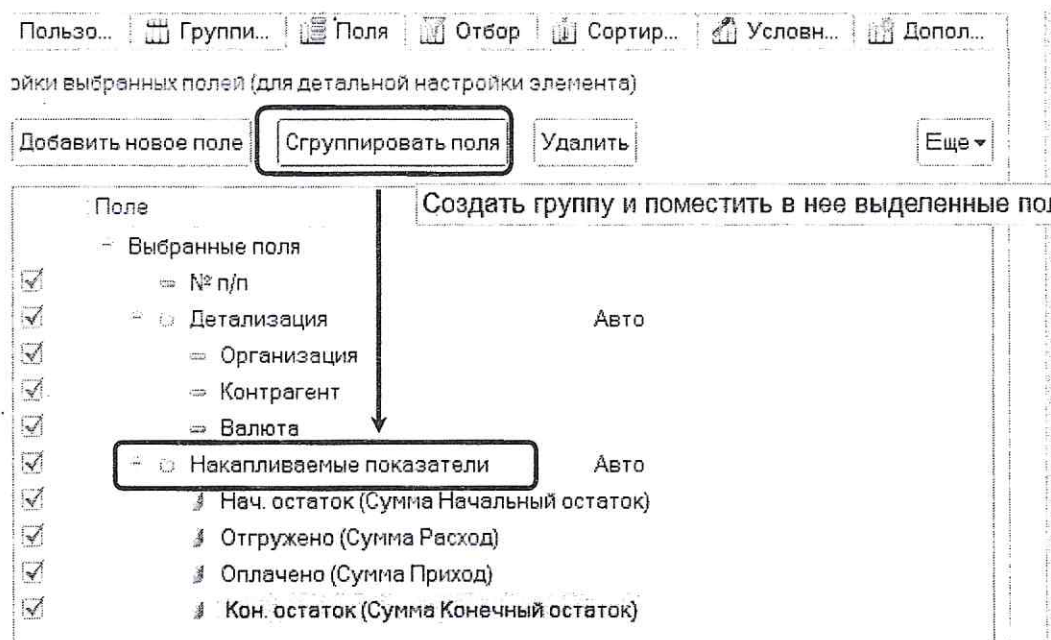 Пользо... Группи... Поля Отбор Сортир... Условн... Допол...
ойки выбранных полей (для детальной настройки элемента)
Добавить новое поле Сгруппировать поля Удалить Еще
Поле Создать группу и поместить в нее выделенные пол
Выбранные поля
№ п/п
Детализация Авто
Организация
Контрагент
Валюта
Накапливаемые показатели Авто
Нач. остаток (Сумма Начальный остаток)
Отгружено (Сумма Расход)
Оплачено (Сумма Приход)
Кон. остаток (Сумма Конечный остаток)